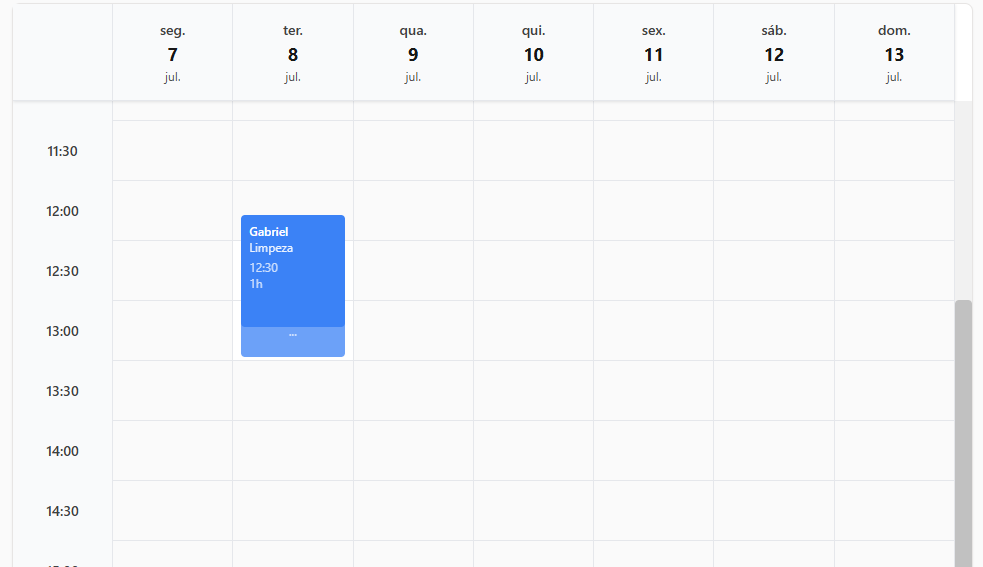 seg.
7
jul.
ter.
8
jul.
qua.
9
jul.
qui.
10
jul.
sex.
11
jul.
sáb.
12
jul.
dom.
13
jul.
11:30
12:00
Gabriel
Limpeza
12:30
1h
...
12:30
13:00
13:30
14:00
14:30